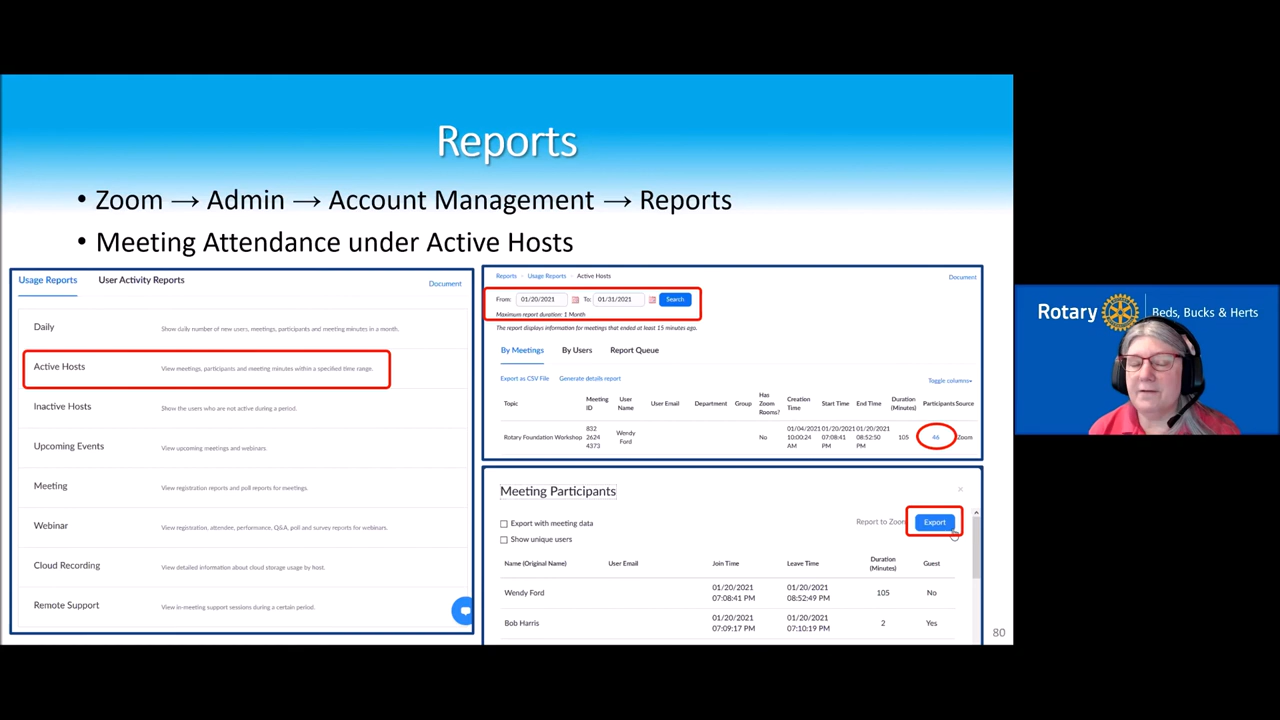 Reports
• Zoom → Admin → Account Management → Reports
• Meeting Attendance under Active Hosts
Usage Reports User Activity Reports Document
Daily Show daily number of new users, meetings, participants and meeting minutes in a month.
Active Hosts View meetings, participants and meeting minutes within a specified time range.
Inactive Hosts Show the users who are not active during a period.
Upcoming Events View upcoming meetings and webinars.
Meeting View registration reports and poll reports for meetings.
Webinar View registration, attendee, performance, Q&A, poll and survey reports for webinars.
Cloud Recording View detailed information about cloud storage usage by host.
Remote Support View in-meeting support sessions during a certain period.
Reports Usage Reports Active Hosts Document
From: 01/20/2021 To: 01/31/2021 Search
Maximum report duration: 1 Month
The report displays information for meetings that ended at least 15 minutes ago.
By Meetings By Users Report Queue
Export as CSV File Generate details report Toggle columns
Topic Meeting ID User Name User Email Department Group Has Zoom Rooms? Creation Time Start Time End Time Duration (Minutes) Participants Source
Rotary Foundation Workshop 832 2624 4373 Wendy Ford No 01/04/2021 10:00:24 AM 01/20/2021 07:08:41 PM 01/20/2021 08:52:50 PM 105 46 Zoom
Meeting Participants
Export with meeting data Report to Zoom Export
Show unique users
Name (Original Name) User Email Join Time Leave Time Duration (Minutes) Guest
Wendy Ford 01/20/2021 07:08:41 PM 01/20/2021 08:52:49 PM 105 No
Bob Harris 01/20/2021 07:09:17 PM 01/20/2021 07:10:19 PM 2 Yes
80
Rotary Beds, Bucks & Herts